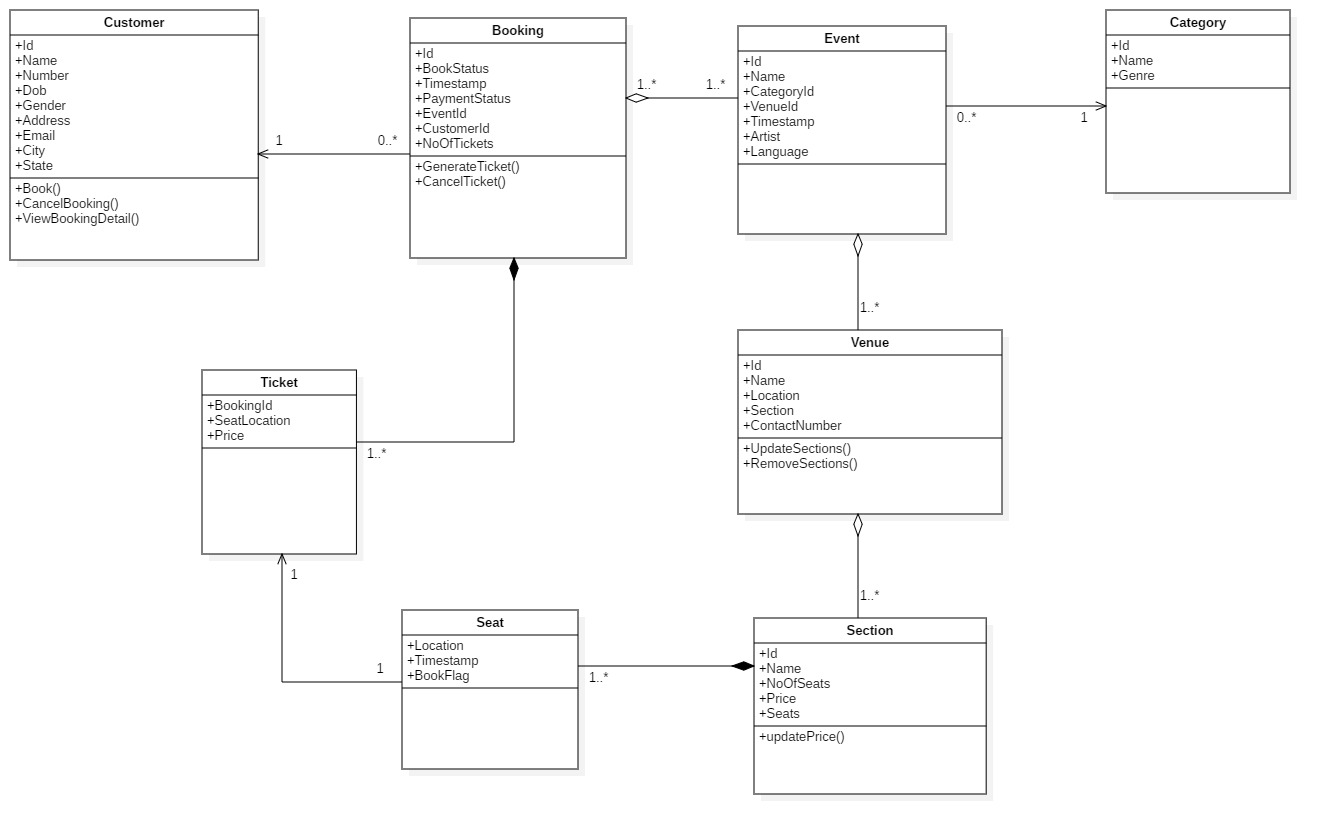 Customer
+Id
+Name
+Number
+Dob
+Gender
+Address
+Email
+City
+State
+Book()
+CancelBooking()
+ViewBookingDetail()
1
0..*
Booking
+Id
+BookStatus
+Timestamp
+PaymentStatus
+EventId
+CustomerId
+NoOfTickets
+GenerateTicket()
+CancelTicket()
1..*
1..*
Event
+Id
+Name
+CategoryId
+VenueId
+Timestamp
+Artist
+Language
0..*
1
Category
+Id
+Name
+Genre
1..*
Venue
+Id
+Name
+Location
+Section
+ContactNumber
+UpdateSections()
+RemoveSections()
Ticket
+BookingId
+SeatLocation
+Price
1..*
1
1
Seat
+Location
+Timestamp
+BookFlag
1..*
1..*
Section
+Id
+Name
+NoOfSeats
+Price
+Seats
+updatePrice()